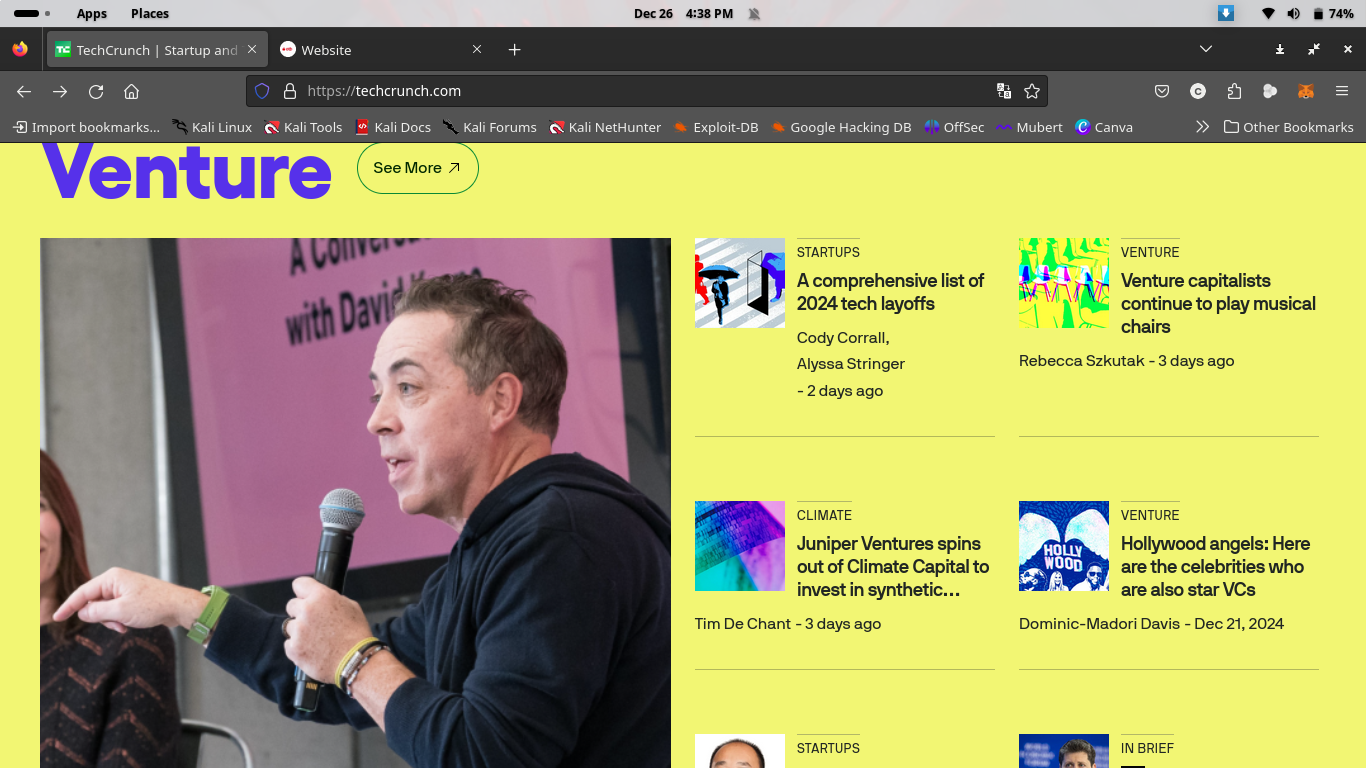 Apps Places Dec 26 4:38 PM 74%
TechCrunch | Startup and
Website
https://techcrunch.com
Import bookmarks... Kali Linux Kali Tools Kali Docs Kali Forums Kali NetHunter Exploit-DB Google Hacking DB OffSec Mubert Canva Other Bookmarks
Venture
See More
with David
STARTUPS
A comprehensive list of
2024 tech layoffs
Cody Corrall,
Alyssa Stringer
- 2 days ago
VENTURE
Venture capitalists
continue to play musical
chairs
Rebecca Szkutak - 3 days ago
CLIMATE
Juniper Ventures spins
out of Climate Capital to
invest in synthetic...
Tim De Chant - 3 days ago
HOLLY
WOOD
VENTURE
Hollywood angels: Here
are the celebrities who
are also star VCs
Dominic-Madori Davis - Dec 21, 2024
STARTUPS
IN BRIEF